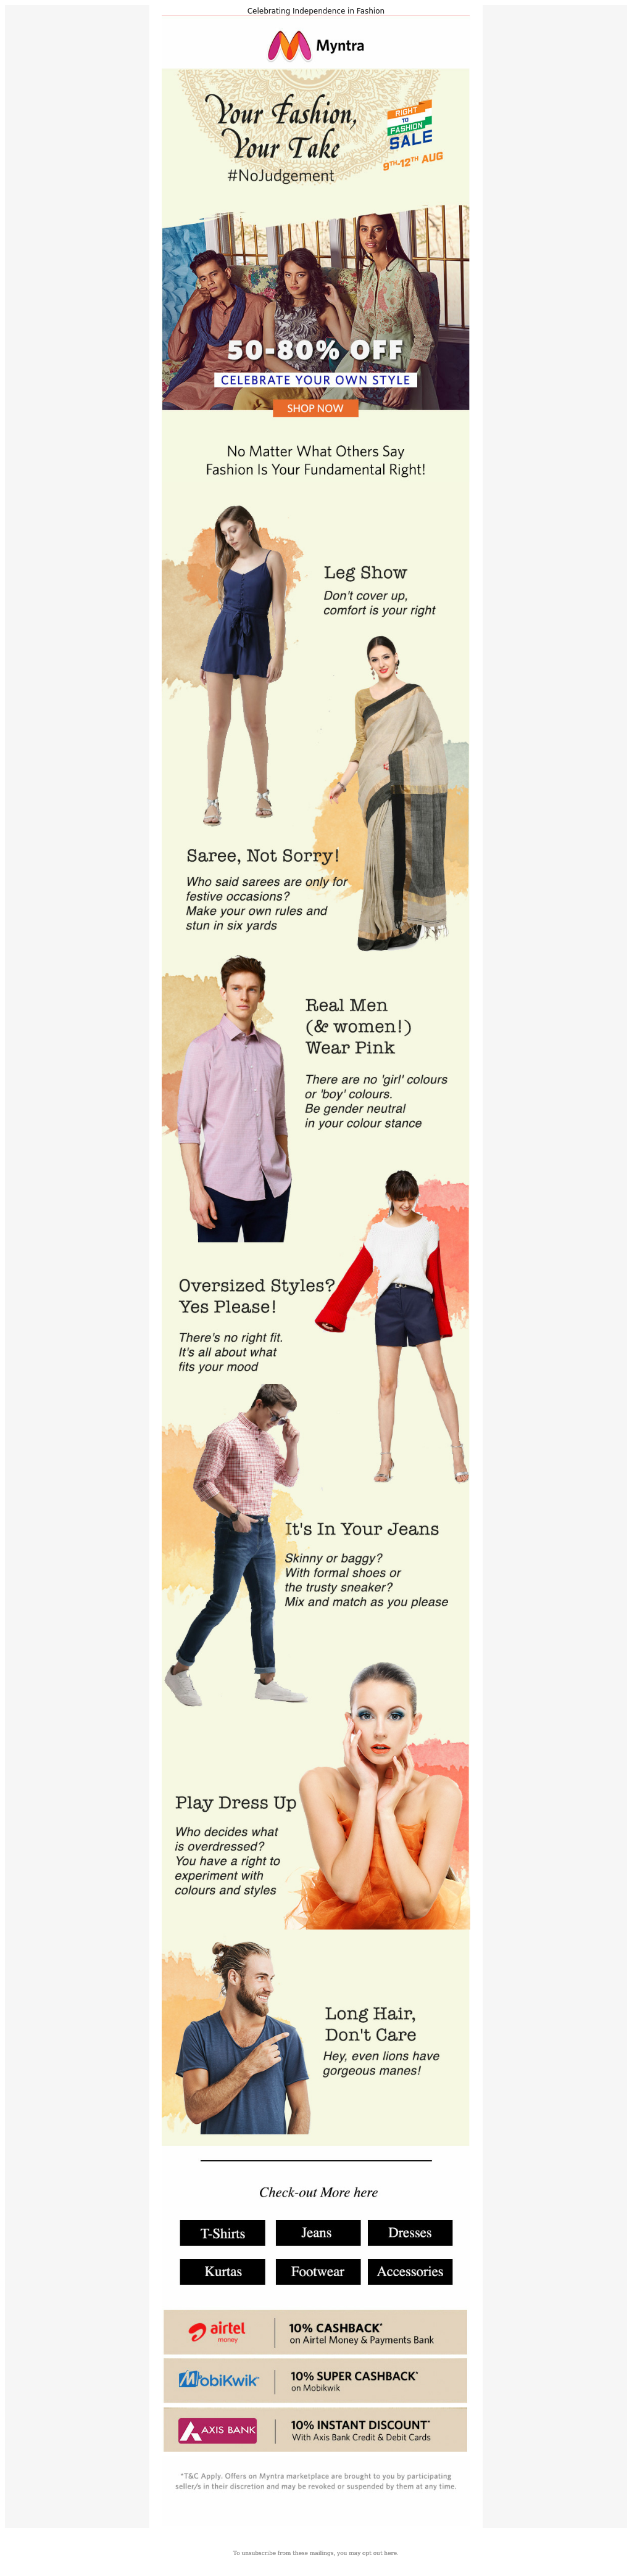 Celebrating Independence in Fashion
Myntra
Your Fashion,
Your Take
#NoJudgement
RIGHT
TO
FASHION
SALE
9TH-12TH AUG
50-80% OFF
CELEBRATE YOUR OWN STYLE
SHOP NOW
No Matter What Others Say
Fashion Is Your Fundamental Right!
Leg Show
Don't cover up,
comfort is your right
Saree, Not Sorry!
Who said sarees are only for
festive occasions?
Make your own rules and
stun in six yards
Real Men
(& women!)
Wear Pink
There are no 'girl' colours
or 'boy' colours.
Be gender neutral
in your colour stance
Oversized Styles?
Yes Please!
There's no right fit.
It's all about what
fits your mood
It's In Your Jeans
Skinny or baggy?
With formal shoes or
the trusty sneaker?
Mix and match as you please
Play Dress Up
Who decides what
is overdressed?
You have a right to
experiment with
colours and styles
Long Hair,
Don't Care
Hey, even lions have
gorgeous manes!
Check-out More here
T-Shirts
Jeans
Dresses
Kurtas
Footwear
Accessories
airtel
money
10% CASHBACK*
on Airtel Money & Payments Bank
MobiKwik
10% SUPER CASHBACK*
on Mobikwik
AXIS BANK
10% INSTANT DISCOUNT*
With Axis Bank Credit & Debit Cards
*T&C Apply. Offers on Myntra marketplace are brought to you by participating
seller/s in their discretion and may be revoked or suspended by them at any time.
To unsubscribe from these mailings, you may opt out here